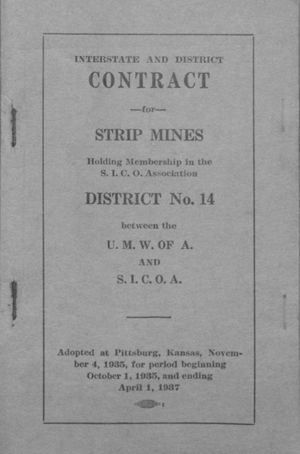 INTERSTATE AND DISTRICT
CONTRACT
—for—
STRIP MINES
Holding Membership in the
S. I. C. O. Association
DISTRICT No. 14
between the
U. M. W. OF A.
AND
S. I. C. O. A.
Adopted at Pittsburg, Kansas, Novem-
ber 4, 1935, for period beginning
October 1, 1935, and ending
April 1, 1937